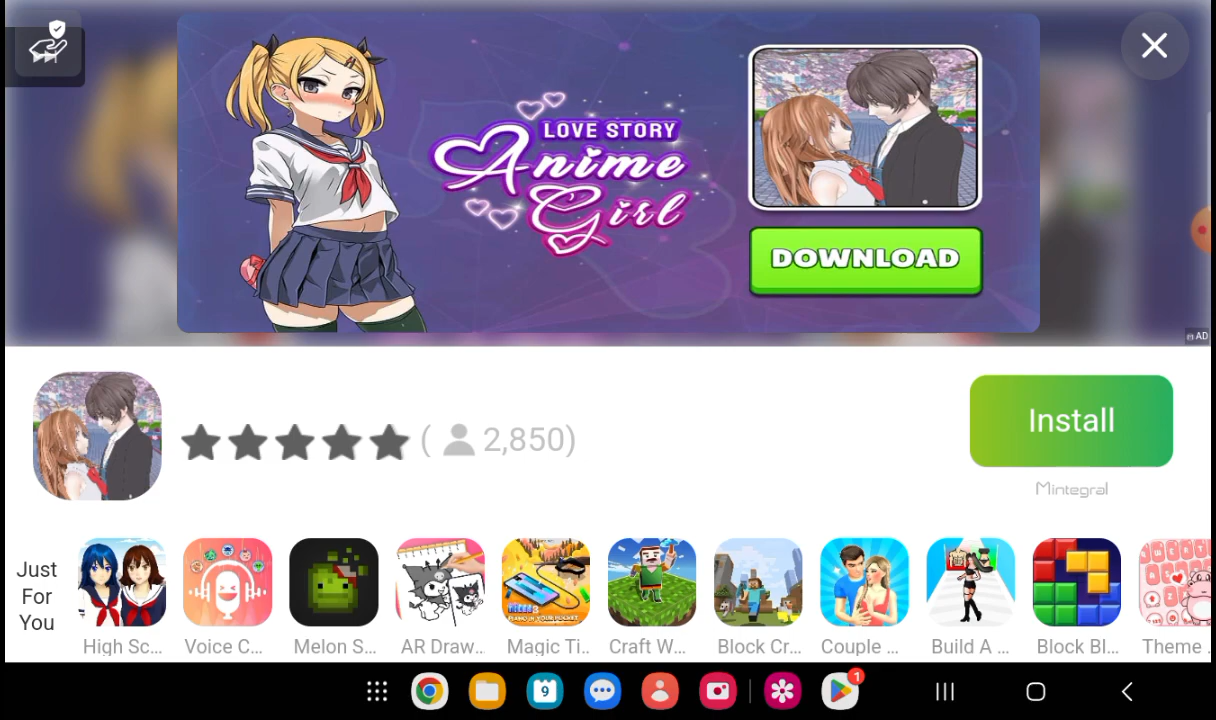 LOVE STORY
Anime
Girl
DOWNLOAD
AD
( 2,850)
Install
Mintegral
Just
For
You
High Sc...
Voice C...
Melon S...
AR Draw...
Magic Ti...
Craft W...
Block Cr...
Couple ...
Build A ...
Block Bl...
Theme .
9
1